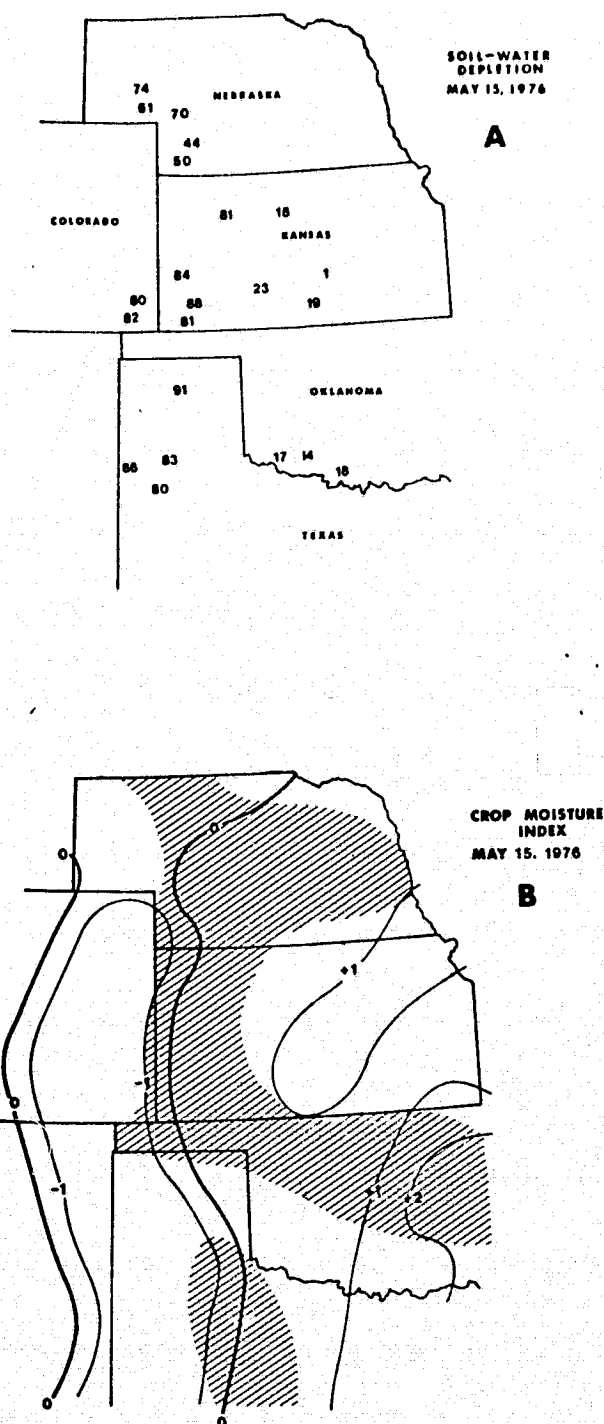 SOIL-WATER
DEPLETION
MAY 15, 1976
A
NEBRASKA
74
61 70
44
50
COLORADO
81 18
KANSAS
84 1
23
80 88 19
82 81
91 OKLAHOMA
83 17 14
86 18
80
TEXAS
CROP MOISTURE
INDEX
MAY 15. 1976
B
0
0
+1
-1
0
-1
+1 +2
0
0